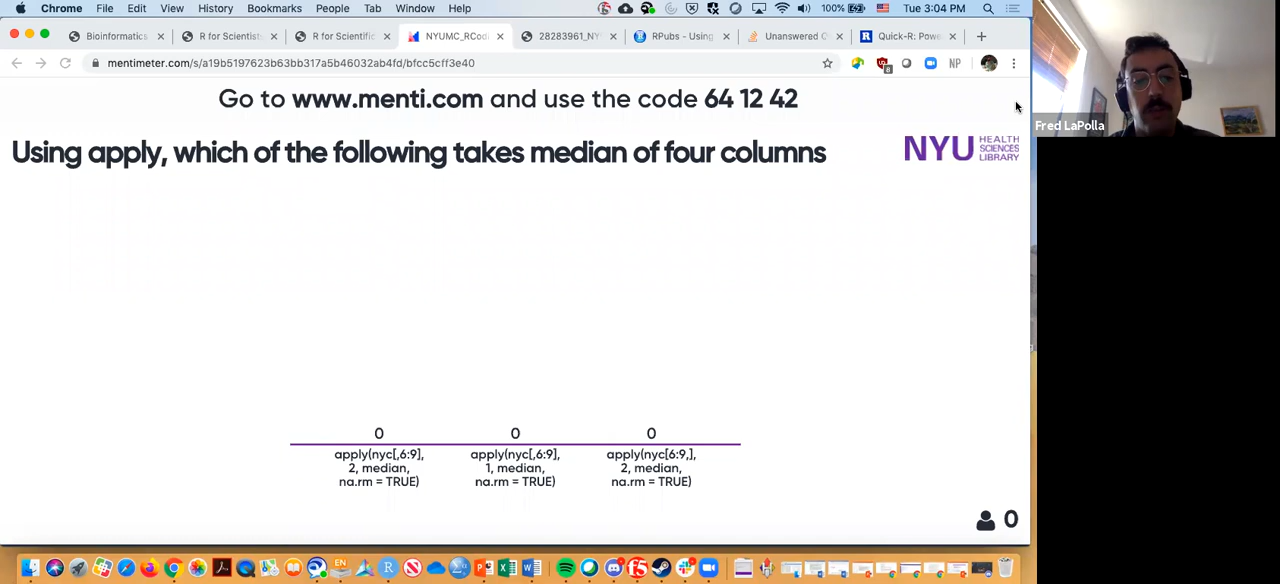 Chrome File Edit View History Bookmarks People Tab Window Help 100% Tue 3:04 PM
Bioinformatics R for Scientists R for Scientific NYUMC_RCodi 28283961_NY RPubs - Using Unanswered Q Quick-R: Powe
mentimeter.com/s/a19b5197623b63bb317a5b46032ab4fd/bfcc5cff3e40 8 NP
Go to www.menti.com and use the code 64 12 42
Fred LaPolla
Using apply, which of the following takes median of four columns
NYU HEALTH
SCIENCES
LIBRARY
0 0 0
apply(nyc[,6:9], apply(nyc[,6:9], apply(nyc[6:9,],
2, median, 1, median, 2, median,
na.rm = TRUE) na.rm = TRUE) na.rm = TRUE)
0